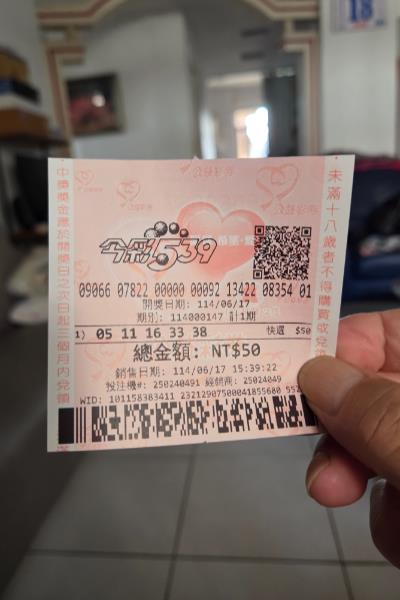 18
今彩539
09066 07822 00000 00092 13422 08354 01
開獎日期: 114/06/17
期別: 114000147 計1期
1) 05 11 16 33 38 快選 $50
總金額: NT$50
銷售日期: 114/06/17 15:39:22
投注機#: 250240491 經銷商: 25024049
中獎獎金應於開獎日之次日起三個月內兌領
未滿十八歲者不得購買或兌領